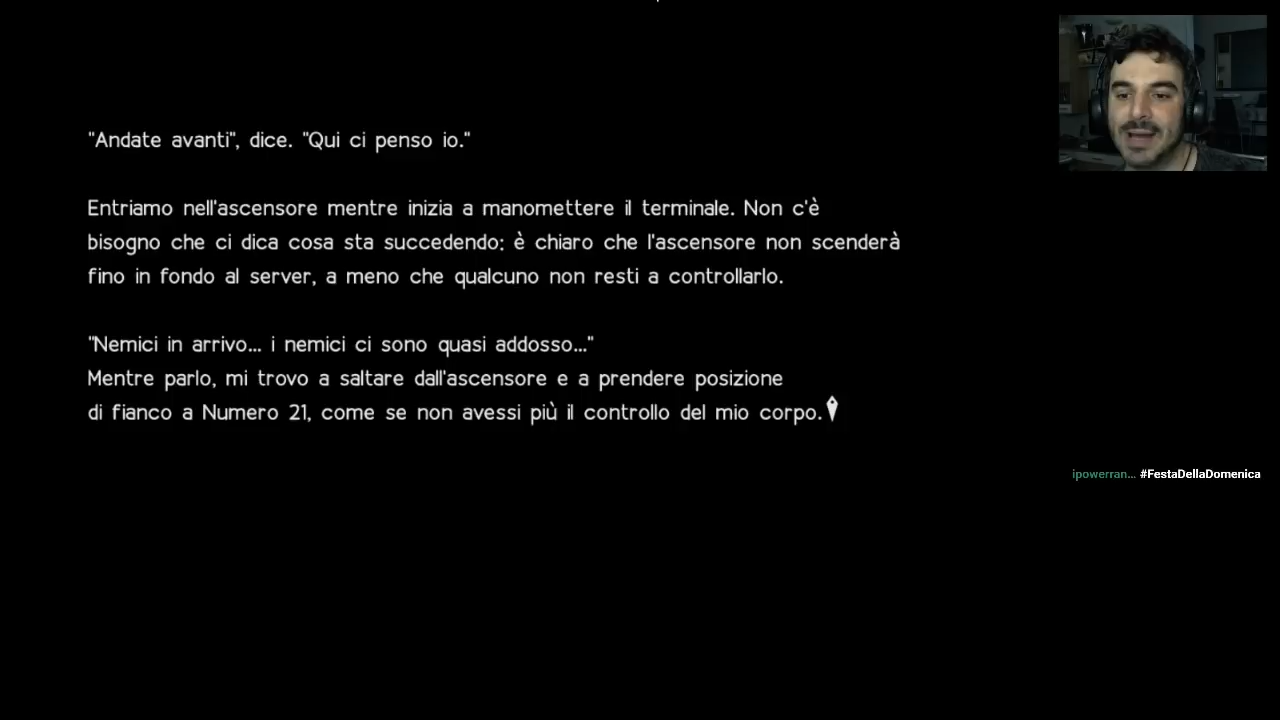 "Andate avanti", dice. "Qui ci penso io."
Entriamo nell'ascensore mentre inizia a manomettere il terminale. Non c'è
bisogno che ci dica cosa sta succedendo: è chiaro che l'ascensore non scenderà
fino in fondo al server, a meno che qualcuno non resti a controllarlo.
"Nemici in arrivo... i nemici ci sono quasi addosso..."
Mentre parlo, mi trovo a saltare dall'ascensore e a prendere posizione
di fianco a Numero 21, come se non avessi più il controllo del mio corpo.
ipowerran... #FestaDellaDomenica